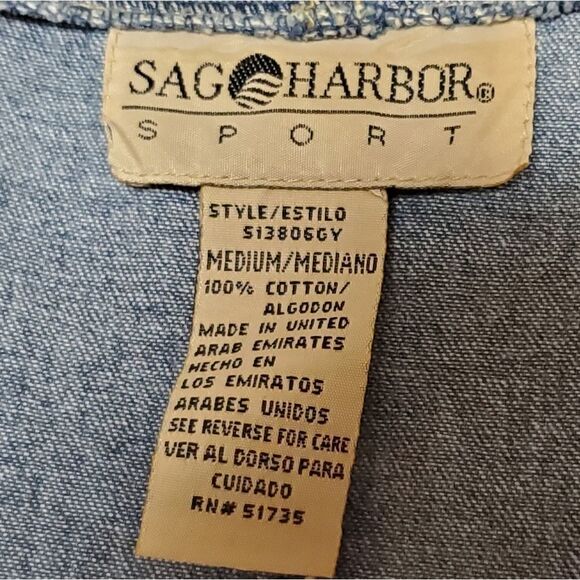 SAG HARBOR®
SPORT
STYLE/ESTILO
S13806GY
MEDIUM/MEDIANO
100% COTTON/
ALGODON
MADE IN UNITED
ARAB EMIRATES
HECHO EN
LOS EMIRATOS
ARABES UNIDOS
SEE REVERSE FOR CARE
VER AL DORSO PARA
CUIDADO
RN# 51735